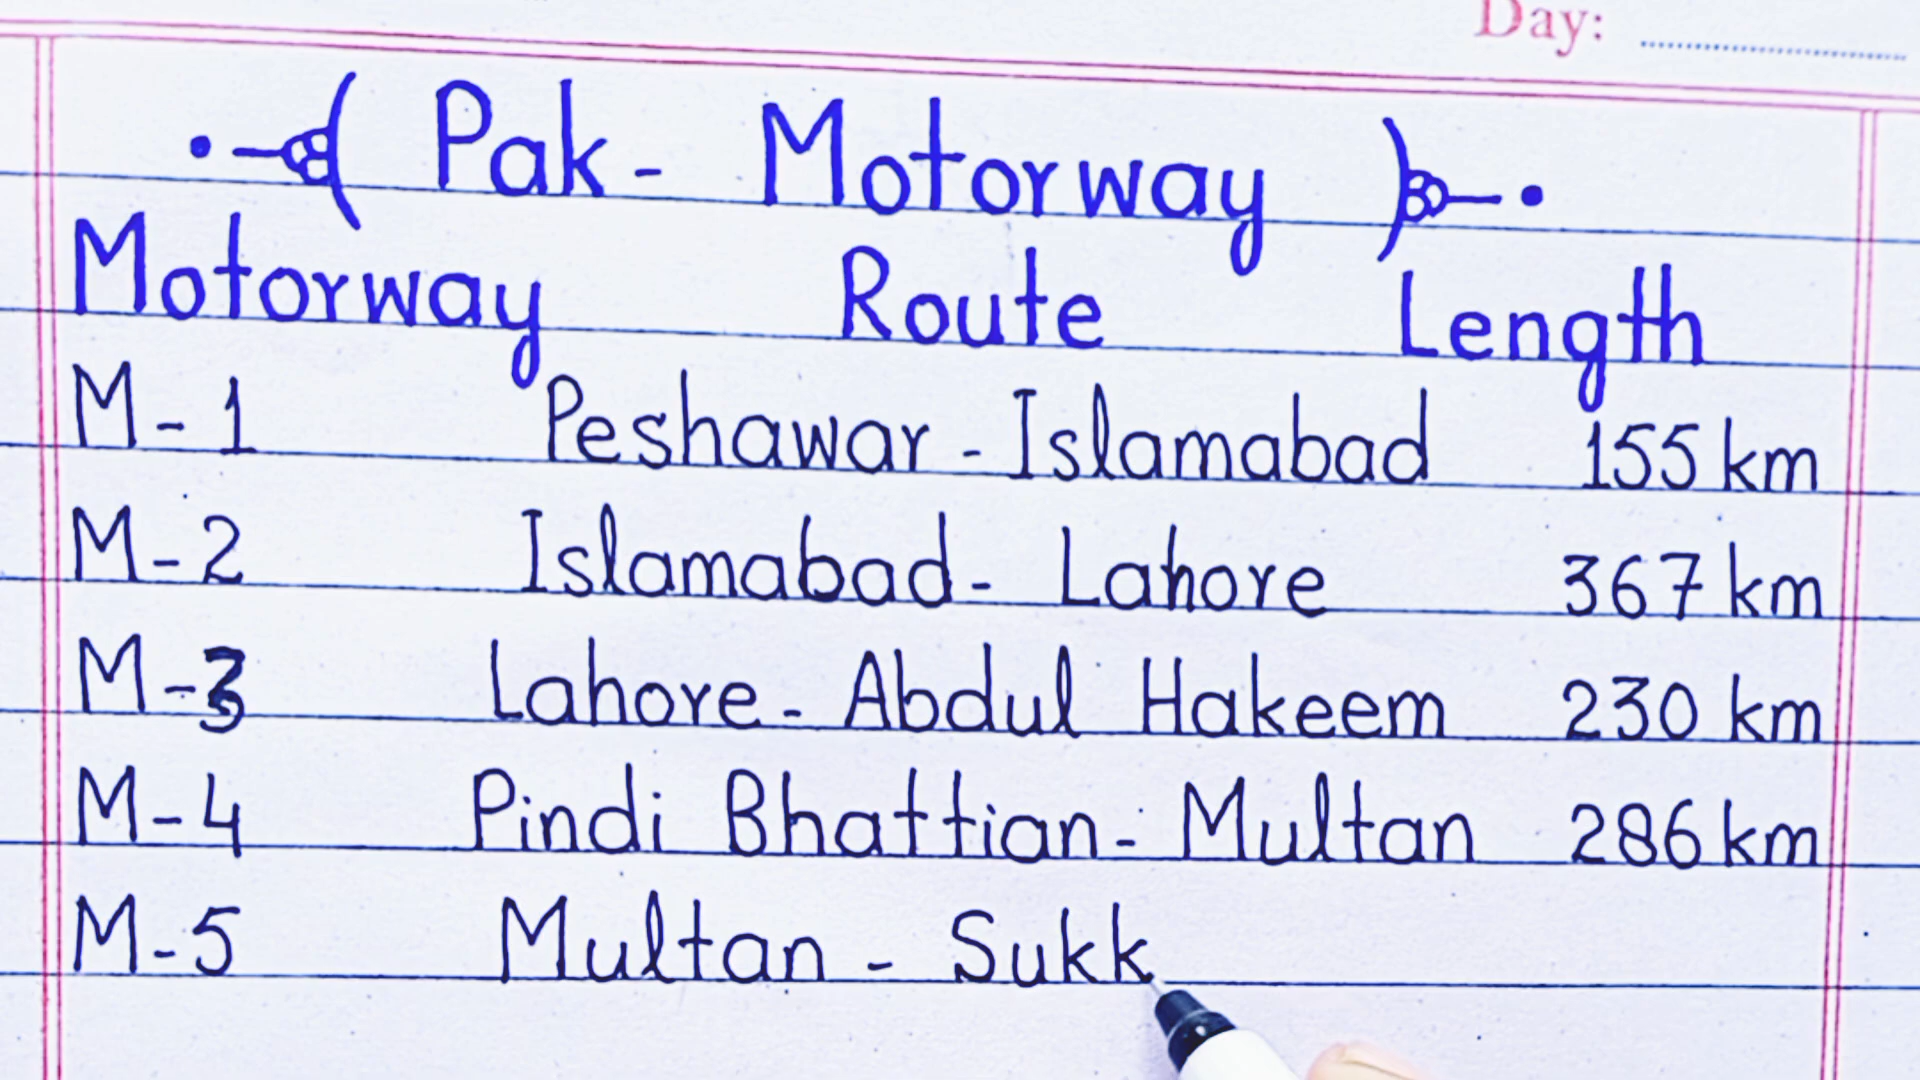 Day:
Pak - Motorway
Motorway Route Length
M-1 Peshawar - Islamabad 155 km
M-2 Islamabad - Lahore 367 km
M-3 Lahore - Abdul Hakeem 230 km
M-4 Pindi Bhattian - Multan 286 km
M-5 Multan - Sukk